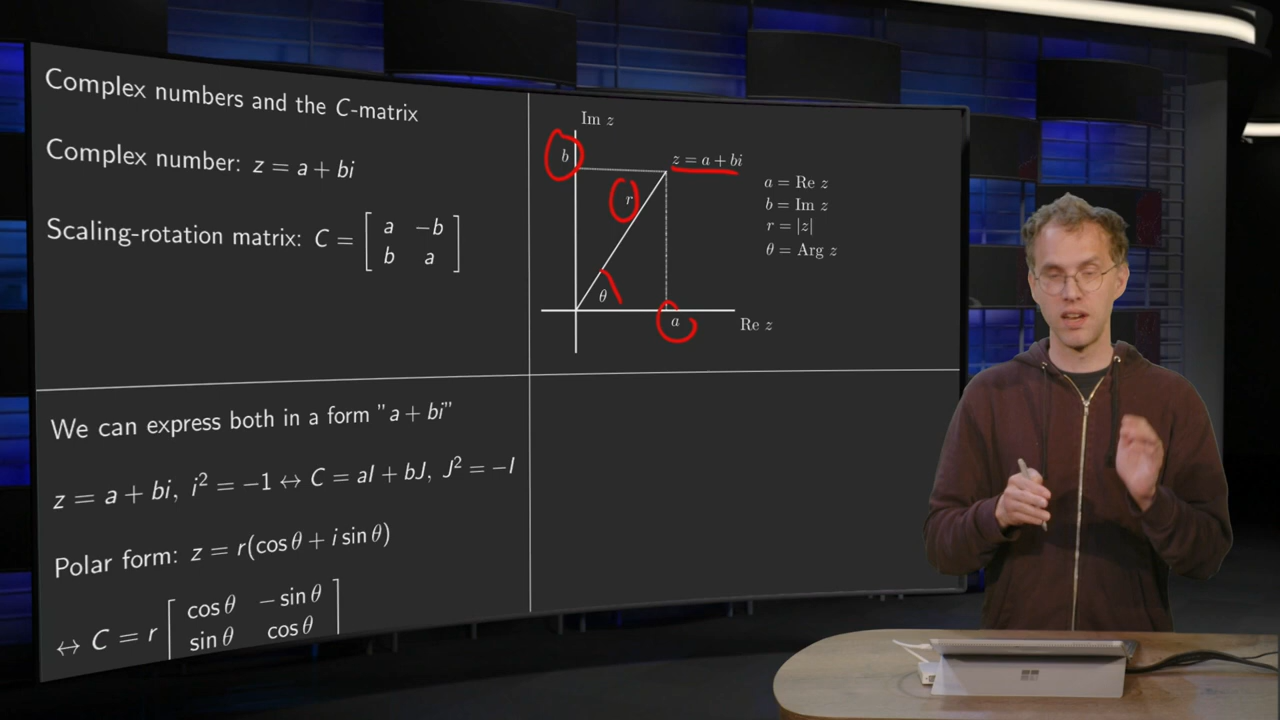 Complex numbers and the C-matrix
Complex number: z = a + bi
Scaling-rotation matrix: C = [ a −b
b a ]
Im z
b
z = a + bi
r
θ
a
Re z
a = Re z
b = Im z
r = |z|
θ = Arg z
We can express both in a form "a + bi"
z = a + bi, i² = −1 ↔ C = aI + bJ, J² = −I
Polar form: z = r(cos θ + i sin θ)
↔ C = r [ cos θ − sin θ
sin θ cos θ ]